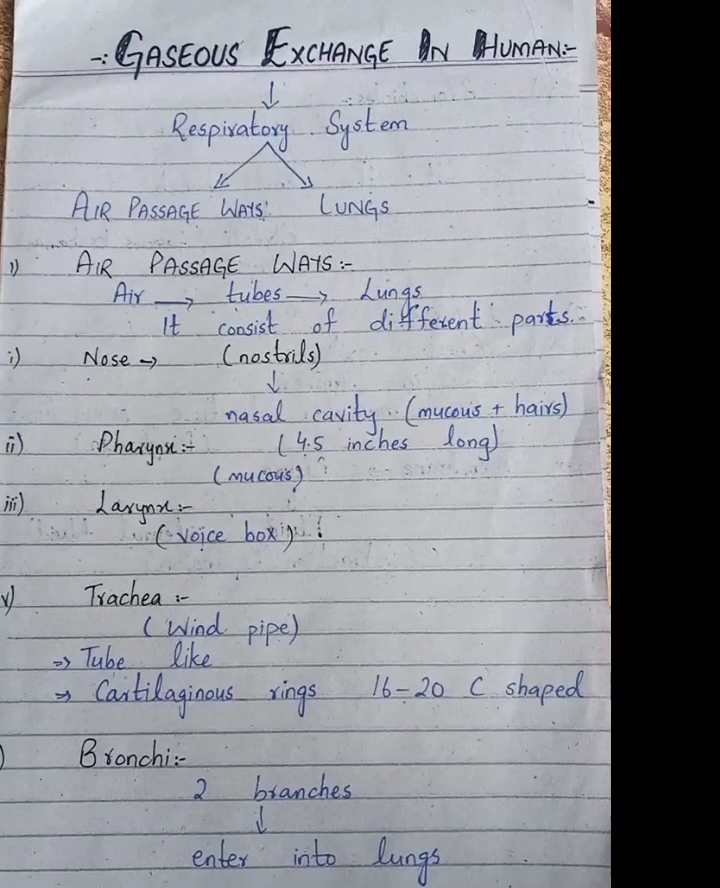 -: GASEOUS EXCHANGE IN HUMAN:-
↓
Respiratory System
AIR PASSAGE WAYS LUNGS
1) AIR PASSAGE WAYS:-
Air → tubes → Lungs
It consist of different parts.
i) Nose → (nostrils)
↓
nasal cavity (mucous + hairs)
ii) Pharynx:- (4.5 inches long)
(mucous)
iii) Larynx:-
(voice box)
v) Trachea :-
(Wind pipe)
⇒ Tube like
⇒ Cartilaginous rings 16-20 C shaped
) Bronchi:-
2 branches
↓
enter into lungs